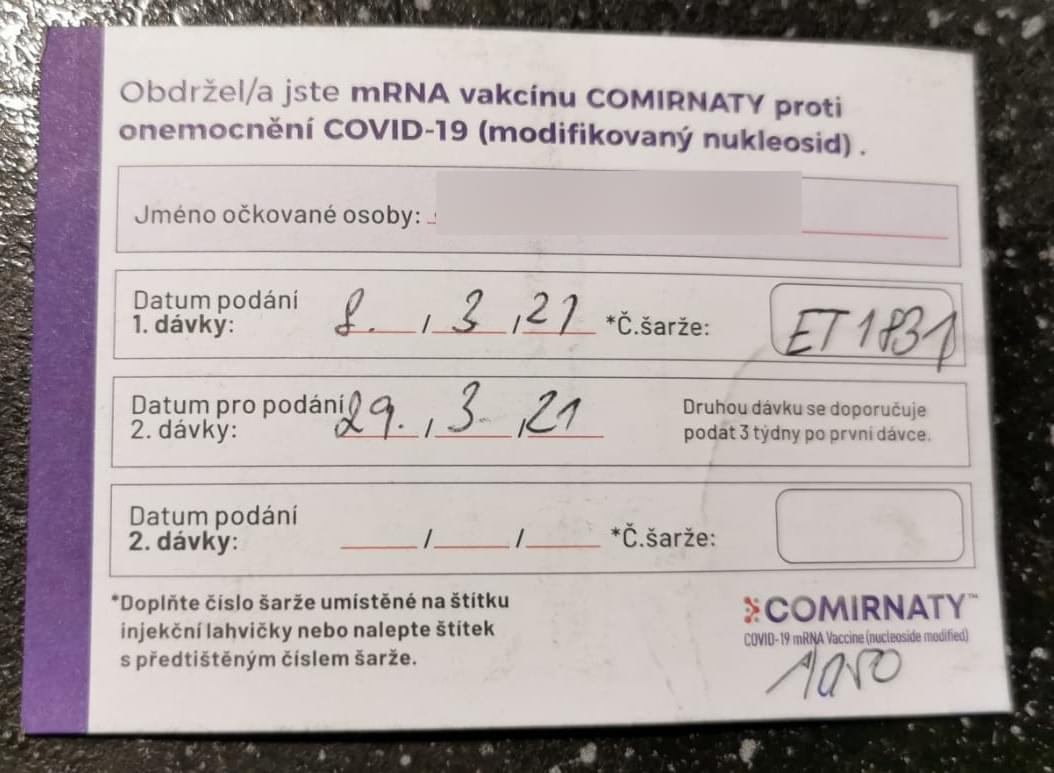 Obdržel/a jste mRNA vakcínu COMIRNATY proti
onemocnění COVID-19 (modifikovaný nukleosid) .
Jméno očkované osoby:
Datum podání
1. dávky: 8. / 3 / 21 *Č.šarže: ET1831
Datum pro podání
2. dávky: 29. / 3. / 21
Druhou dávku se doporučuje
podat 3 týdny po první dávce.
Datum podání
2. dávky: / / *Č.šarže:
*Doplňte číslo šarže umístěné na štítku
injekční lahvičky nebo nalepte štítek
s předtištěným číslem šarže.
COMIRNATY™
COVID-19 mRNA Vaccine (nucleoside modified)